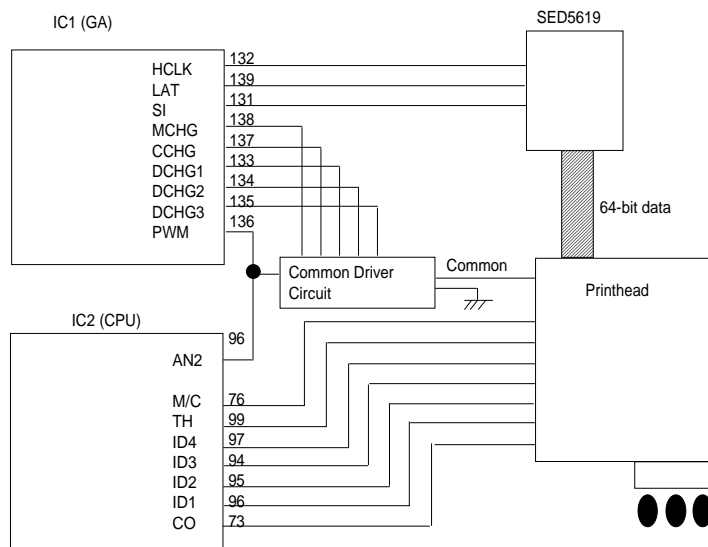 IC1 (GA)
SED5619
HCLK 132
LAT 139
SI 131
MCHG 138
CCHG 137
DCHG1 133
DCHG2 134
DCHG3 135
PWM 136
64-bit data
Common Driver
Circuit
Common
Printhead
IC2 (CPU)
96
AN2
M/C 76
TH 99
ID4 97
ID3 94
ID2 95
ID1 96
CO 73